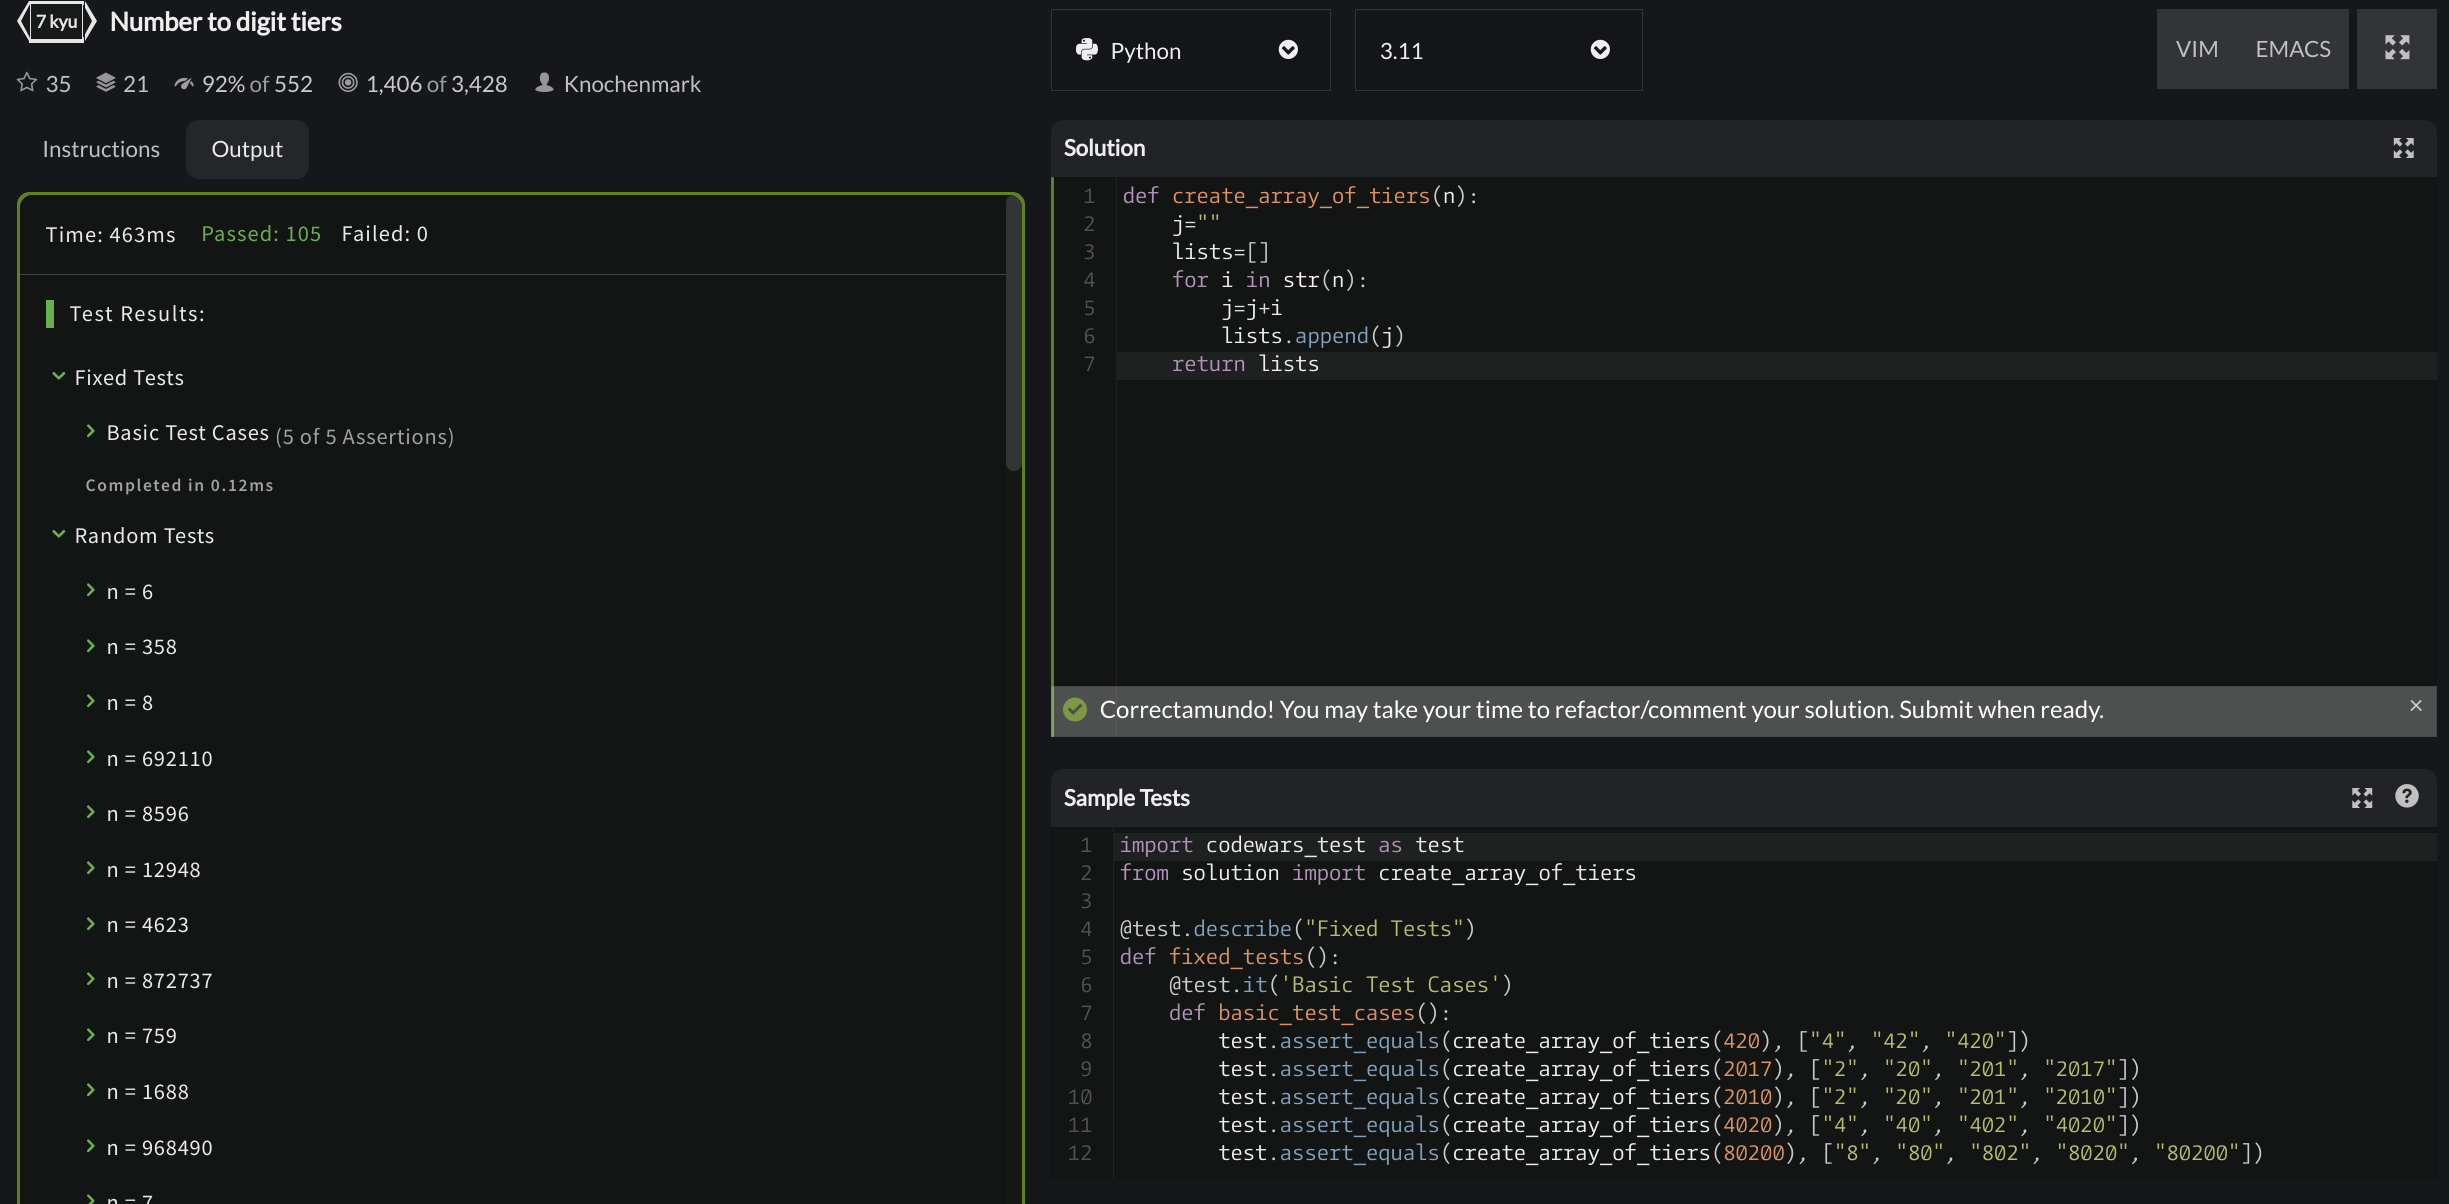 7 kyu Number to digit tiers
35 21 92% of 552 1,406 of 3,428 Knochenmark
Instructions Output
Time: 463ms Passed: 105 Failed: 0
Test Results:
Fixed Tests
Basic Test Cases (5 of 5 Assertions)
Completed in 0.12ms
Random Tests
n = 6
n = 358
n = 8
n = 692110
n = 8596
n = 12948
n = 4623
n = 872737
n = 759
n = 1688
n = 968490
n = 7
Python 3.11 VIM EMACS
Solution
1 def create_array_of_tiers(n):
2     j=""
3     lists=[]
4     for i in str(n):
5         j=j+i
6         lists.append(j)
7     return lists
Correctamundo! You may take your time to refactor/comment your solution. Submit when ready. ×
Sample Tests ?
1 import codewars_test as test
2 from solution import create_array_of_tiers
3
4 @test.describe("Fixed Tests")
5 def fixed_tests():
6     @test.it('Basic Test Cases')
7     def basic_test_cases():
8         test.assert_equals(create_array_of_tiers(420), ["4", "42", "420"])
9         test.assert_equals(create_array_of_tiers(2017), ["2", "20", "201", "2017"])
10         test.assert_equals(create_array_of_tiers(2010), ["2", "20", "201", "2010"])
11         test.assert_equals(create_array_of_tiers(4020), ["4", "40", "402", "4020"])
12         test.assert_equals(create_array_of_tiers(80200), ["8", "80", "802", "8020", "80200"])